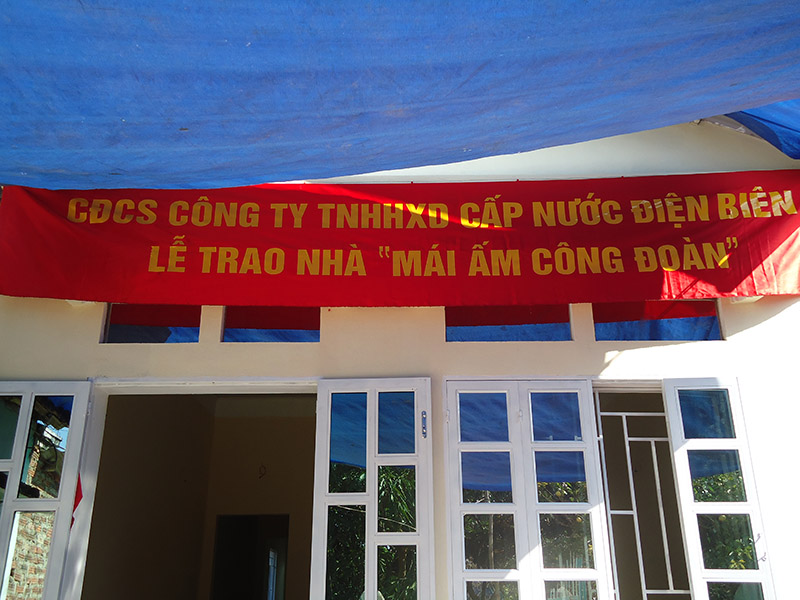 CĐCS CÔNG TY TNHHXD CẤP NƯỚC ĐIỆN BIÊN
LỄ TRAO NHÀ "MÁI ẤM CÔNG ĐOÀN"